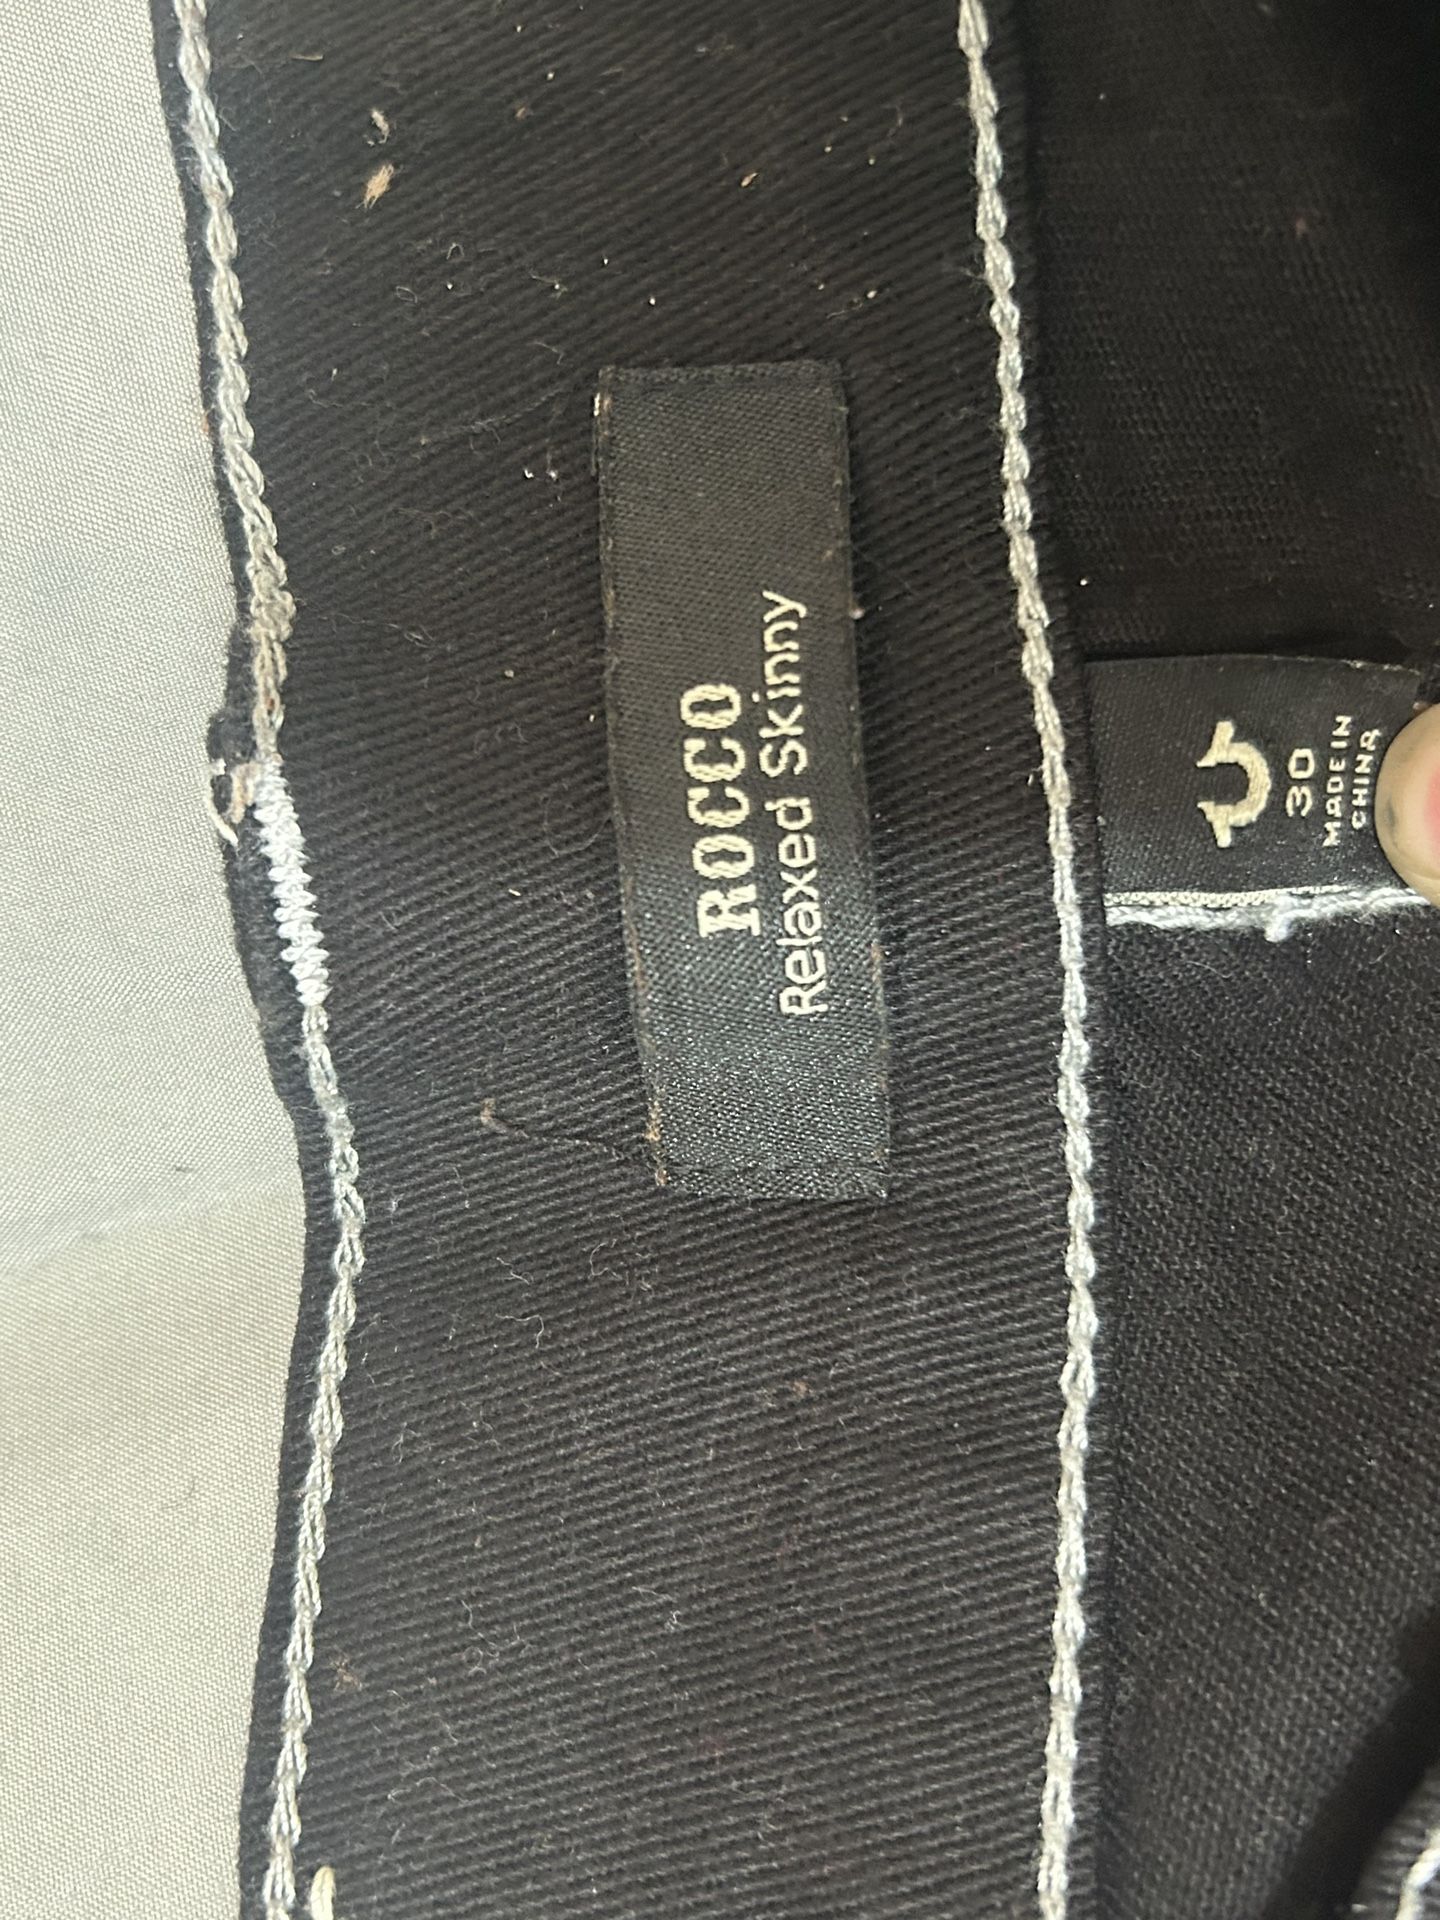 ROCCO
Relaxed Skinny
30
MADE IN
CHINA